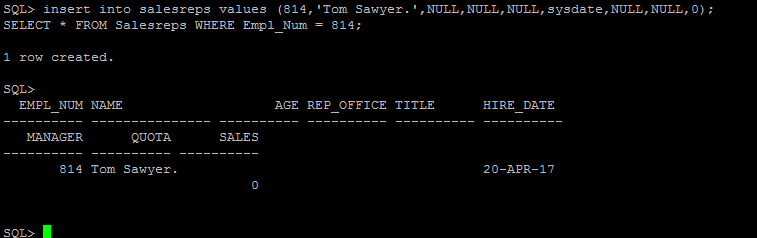 SQL> insert into salesreps values (814,'Tom Sawyer.',NULL,NULL,NULL,sysdate,NULL,NULL,0);
SELECT * FROM Salesreps WHERE Empl_Num = 814;
1 row created.
SQL>
  EMPL_NUM NAME                   AGE REP_OFFICE TITLE      HIRE_DATE
---------- --------------- ---------- ---------- ---------- ----------
   MANAGER      QUOTA      SALES
---------- ---------- ----------
       814 Tom Sawyer.                                      20-APR-17
                               0
SQL>